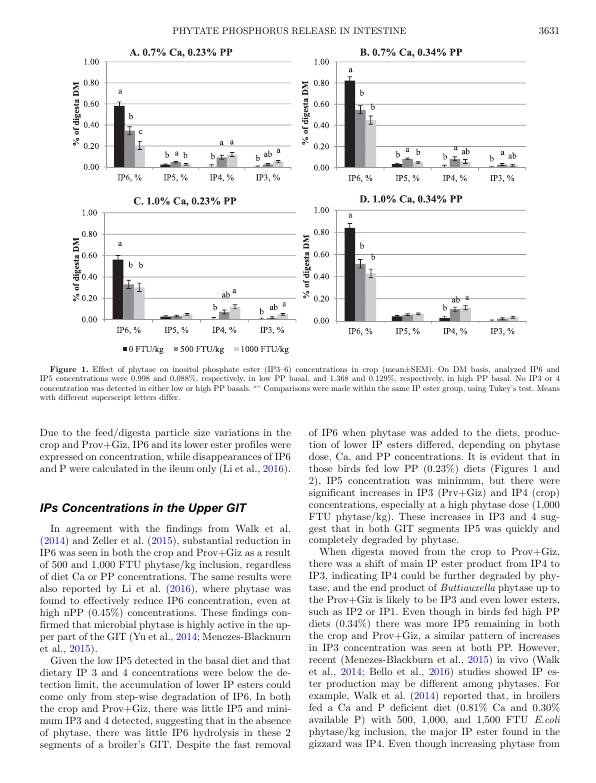 PHYTATE PHOSPHORUS RELEASE IN INTESTINE 3631
A. 0.7% Ca, 0.23% PP
% of digesta DM
1.00
0.80
0.60
0.40
0.20
0.00
a
b
c
b a b
b a a
b ab a
IP6, % IP5, % IP4, % IP3, %
B. 0.7% Ca, 0.34% PP
% of digesta DM
1.00
0.80
0.60
0.40
0.20
0.00
a
b
b
b a b
b a ab
b a ab
IP6, % IP5, % IP4, % IP3, %
C. 1.0% Ca, 0.23% PP
% of digesta DM
1.00
0.80
0.60
0.40
0.20
0.00
a
b b
b ab a
b ab a
IP6, % IP5, % IP4, % IP3, %
D. 1.0% Ca, 0.34% PP
% of digesta DM
1.00
0.80
0.60
0.40
0.20
0.00
a
b
b
b ab a
IP6, % IP5, % IP4, % IP3, %
0 FTU/kg 500 FTU/kg 1000 FTU/kg
Figure 1. Effect of phytase on inositol phosphate ester (IP3–6) concentrations in crop (mean±SEM). On DM basis, analyzed IP6 and
IP5 concentrations were 0.998 and 0.088%, respectively, in low PP basal, and 1.368 and 0.129%, respectively, in high PP basal. No IP3 or 4
concentration was detected in either low or high PP basals. a-c Comparisons were made within the same IP ester group, using Tukey's test. Means
with different superscript letters differ.
Due to the feed/digesta particle size variations in the
crop and Prov+Giz, IP6 and its lower ester profiles were
expressed on concentration, while disappearances of IP6
and P were calculated in the ileum only (Li et al., 2016).
IPs Concentrations in the Upper GIT
In agreement with the findings from Walk et al.
(2014) and Zeller et al. (2015), substantial reduction in
IP6 was seen in both the crop and Prov+Giz as a result
of 500 and 1,000 FTU phytase/kg inclusion, regardless
of diet Ca or PP concentrations. The same results were
also reported by Li et al. (2016), where phytase was
found to effectively reduce IP6 concentration, even at
high nPP (0.45%) concentrations. These findings con-
firmed that microbial phytase is highly active in the up-
per part of the GIT (Yu et al., 2014; Menezes-Blacknurn
et al., 2015).
Given the low IP5 detected in the basal diet and that
dietary IP 3 and 4 concentrations were below the de-
tection limit, the accumulation of lower IP esters could
come only from step-wise degradation of IP6. In both
the crop and Prov+Giz, there was little IP5 and mini-
mum IP3 and 4 detected, suggesting that in the absence
of phytase, there was little IP6 hydrolysis in these 2
segments of a broiler's GIT. Despite the fast removal
of IP6 when phytase was added to the diets, produc-
tion of lower IP esters differed, depending on phytase
dose, Ca, and PP concentrations. It is evident that in
those birds fed low PP (0.23%) diets (Figures 1 and
2), IP5 concentration was minimum, but there were
significant increases in IP3 (Prv+Giz) and IP4 (crop)
concentrations, especially at a high phytase dose (1,000
FTU phytase/kg). These increases in IP3 and 4 sug-
gest that in both GIT segments IP5 was quickly and
completely degraded by phytase.
When digesta moved from the crop to Prov+Giz,
there was a shift of main IP ester product from IP4 to
IP3, indicating IP4 could be further degraded by phy-
tase, and the end product of Buttiauxella phytase up to
the Prov+Giz is likely to be IP3 and even lower esters,
such as IP2 or IP1. Even though in birds fed high PP
diets (0.34%) there was more IP5 remaining in both
the crop and Prov+Giz, a similar pattern of increases
in IP3 concentration was seen at both PP. However,
recent (Menezes-Blackburn et al., 2015) in vivo (Walk
et al., 2014; Bello et al., 2016) studies showed IP es-
ter production may be different among phytases. For
example, Walk et al. (2014) reported that, in broilers
fed a Ca and P deficient diet (0.81% Ca and 0.30%
available P) with 500, 1,000, and 1,500 FTU E.coli
phytase/kg inclusion, the major IP ester found in the
gizzard was IP4. Even though increasing phytase from